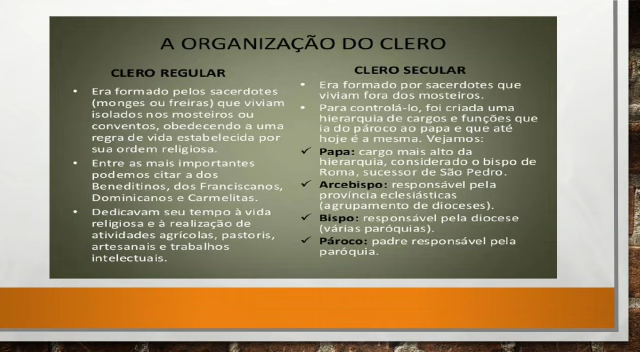 A ORGANIZAÇÃO DO CLERO
CLERO REGULAR
• Era formado pelos sacerdotes
(monges ou freiras) que viviam
isolados nos mosteiros ou
conventos, obedecendo a uma
regra de vida estabelecida por
sua ordem religiosa.
• Entre as mais importantes
podemos citar a dos
Beneditinos, dos Franciscanos,
Dominicanos e Carmelitas.
• Dedicavam seu tempo à vida
religiosa e à realização de
atividades agrícolas, pastoris,
artesanais e trabalhos
intelectuais.
CLERO SECULAR
• Era formado por sacerdotes que
viviam fora dos mosteiros.
• Para controlá-lo, foi criada uma
hierarquia de cargos e funções que
ia do pároco ao papa e que até
hoje é a mesma. Vejamos:
✓ Papa: cargo mais alto da
hierarquia, considerado o bispo de
Roma, sucessor de São Pedro.
✓ Arcebispo: responsável pela
província eclesiásticas
(agrupamento de dioceses).
✓ Bispo: responsável pela diocese
(várias paróquias).
✓ Pároco: padre responsável pela
paróquia.